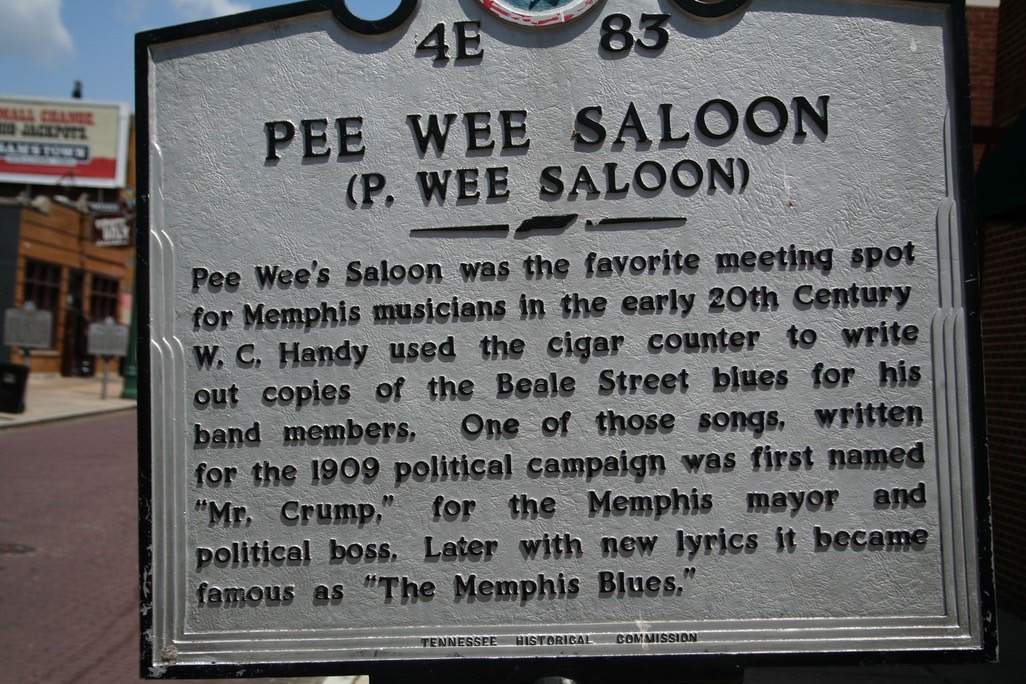 4E 83
PEE WEE SALOON
(P. WEE SALOON)
Pee Wee's Saloon was the favorite meeting spot
for Memphis musicians in the early 20th Century
W. C. Handy used the cigar counter to write
out copies of the Beale Street blues for his
band members. One of those songs, written
for the 1909 political campaign was first named
"Mr. Crump," for the Memphis mayor and
political boss. Later with new lyrics it became
famous as "The Memphis Blues."
TENNESSEE HISTORICAL COMMISSION
MALL CHANGE
JACKPOTS